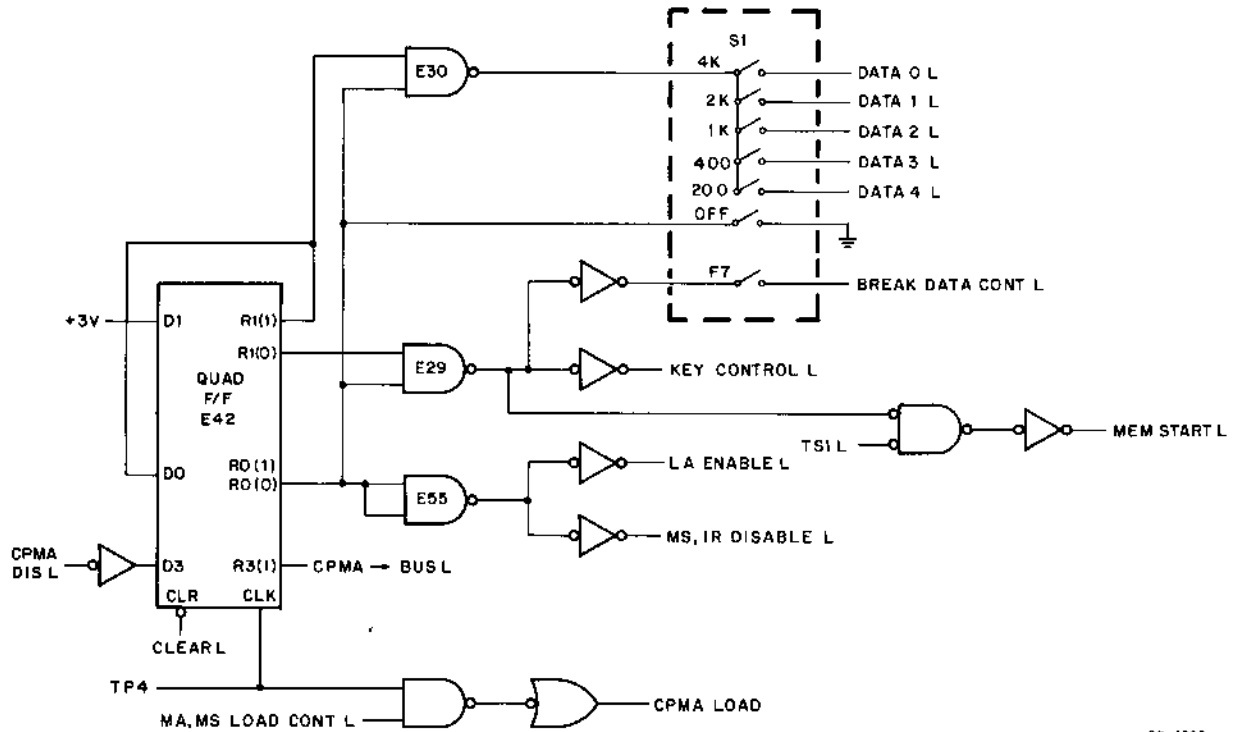 S1
4K
E30
DATA 0 L
2K
DATA 1 L
1K
DATA 2 L
400
DATA 3 L
200
DATA 4 L
OFF
F7
BREAK DATA CONT L
+3V
D1
R1(1)
R1(0)
E29
KEY CONTROL L
QUAD
F/F
E42
TS1 L
MEM START L
D0
R0(1)
R0(0)
E55
LA ENABLE L
MS, IR DISABLE L
CPMA
DIS L
D3
R3(1)
CPMA → BUS L
CLR
CLK
CLEAR L
TP4
CPMA LOAD
MA, MS LOAD CONT L